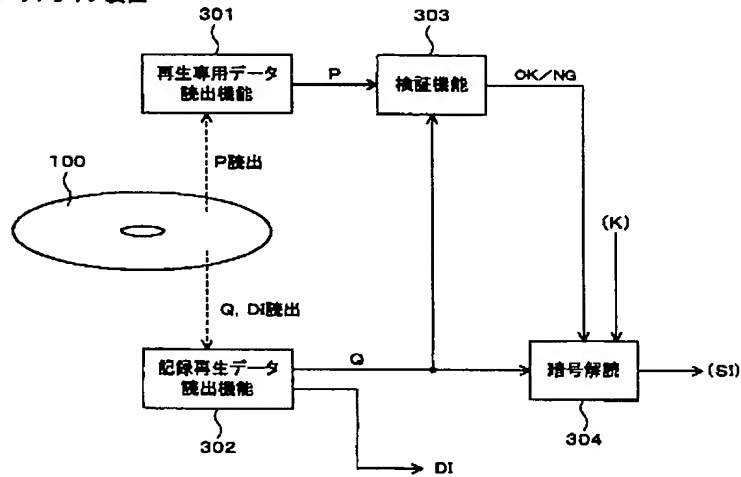 301
303
再生専用データ
読出機能
P
検証機能
OK/NG
100
P読出
(K)
Q, DI読出
記録再生データ
読出機能
Q
暗号解読
(SI)
302
304
DI